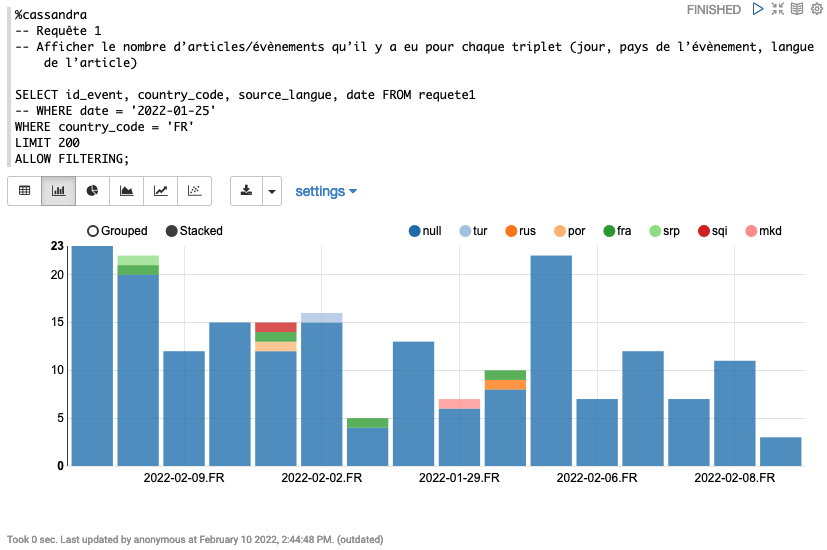 FINISHED
%cassandra
-- Requête 1
-- Afficher le nombre d’articles/évènements qu’il y a eu pour chaque triplet (jour, pays de l’évènement, langue
de l’article)
SELECT id_event, country_code, source_langue, date FROM requete1
-- WHERE date = '2022-01-25'
WHERE country_code = 'FR'
LIMIT 200
ALLOW FILTERING;
settings
Grouped Stacked null tur rus por fra srp sqi mkd
23
20
15
10
5
0
2022-02-09.FR 2022-02-02.FR 2022-01-29.FR 2022-02-06.FR 2022-02-08.FR
Took 0 sec. Last updated by anonymous at February 10 2022, 2:44:48 PM. (outdated)